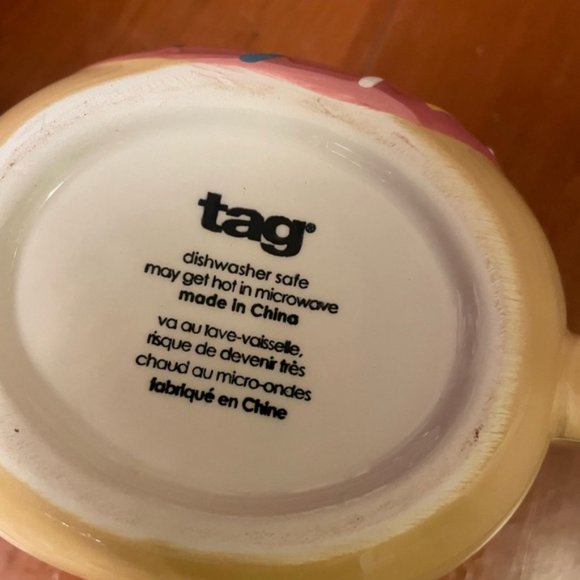 tag®
dishwasher safe
may get hot in microwave
made in China
va au lave-vaisselle,
risque de devenir très
chaud au micro-ondes
fabriqué en Chine